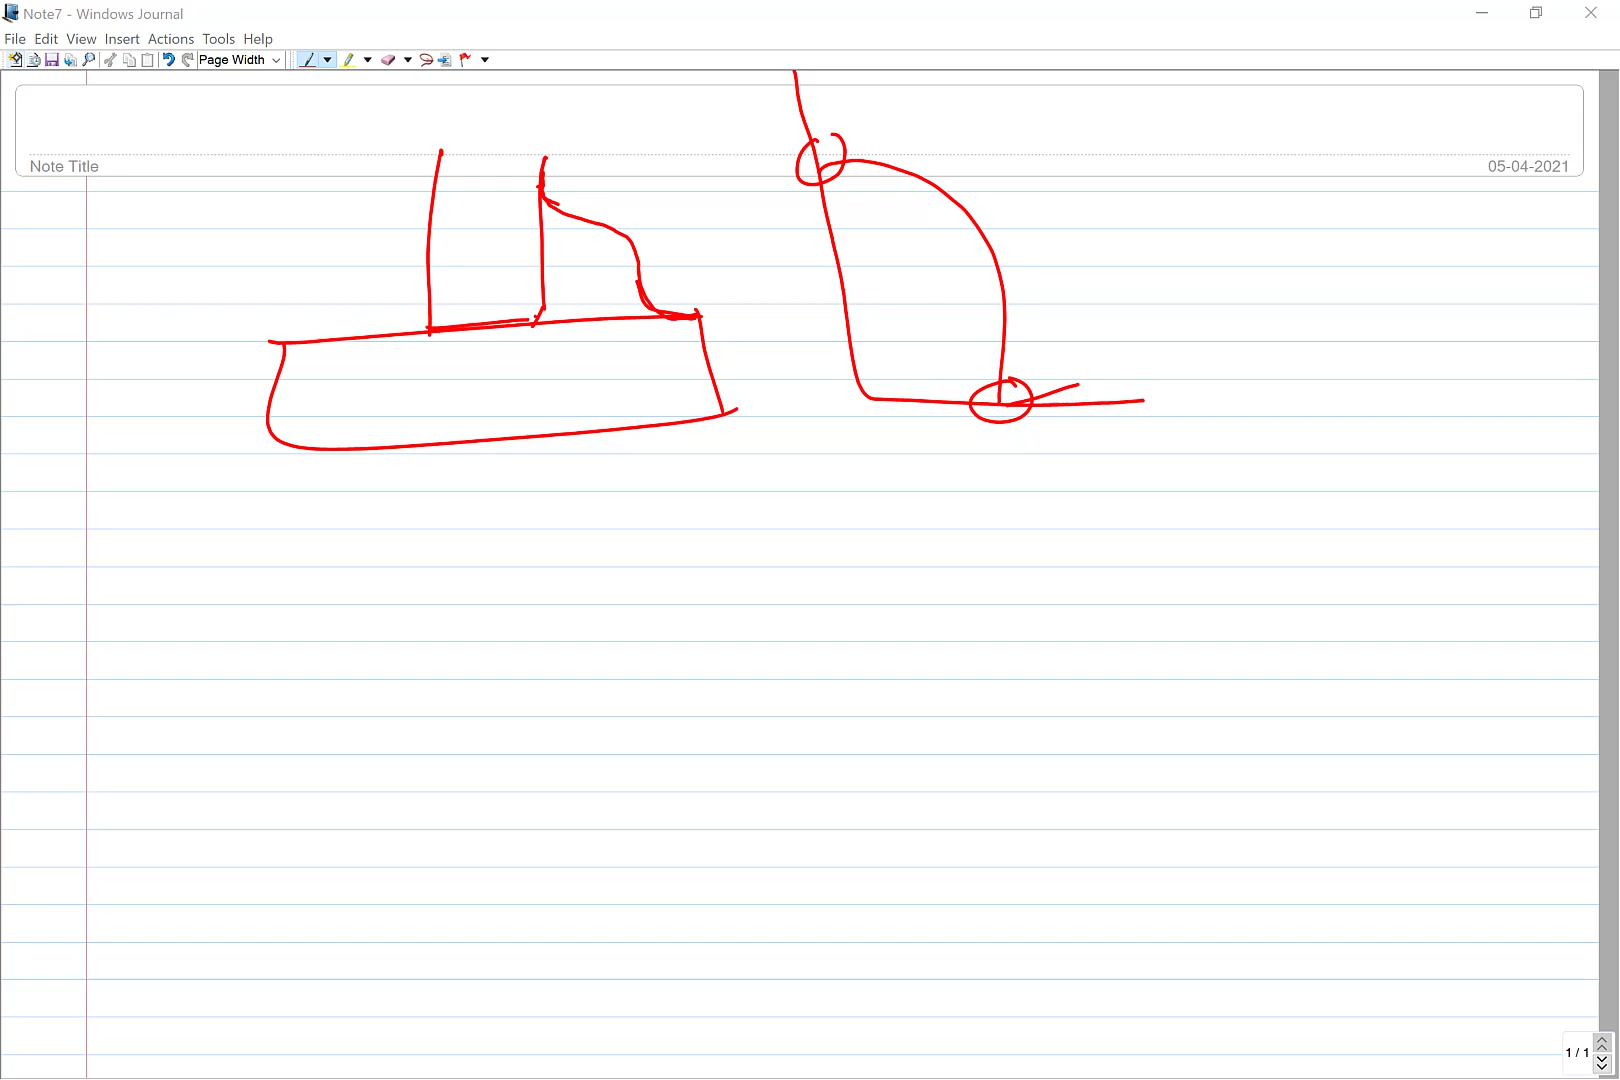 Note7 - Windows Journal
File Edit View Insert Actions Tools Help
Page Width
Note Title
05-04-2021
1 / 1